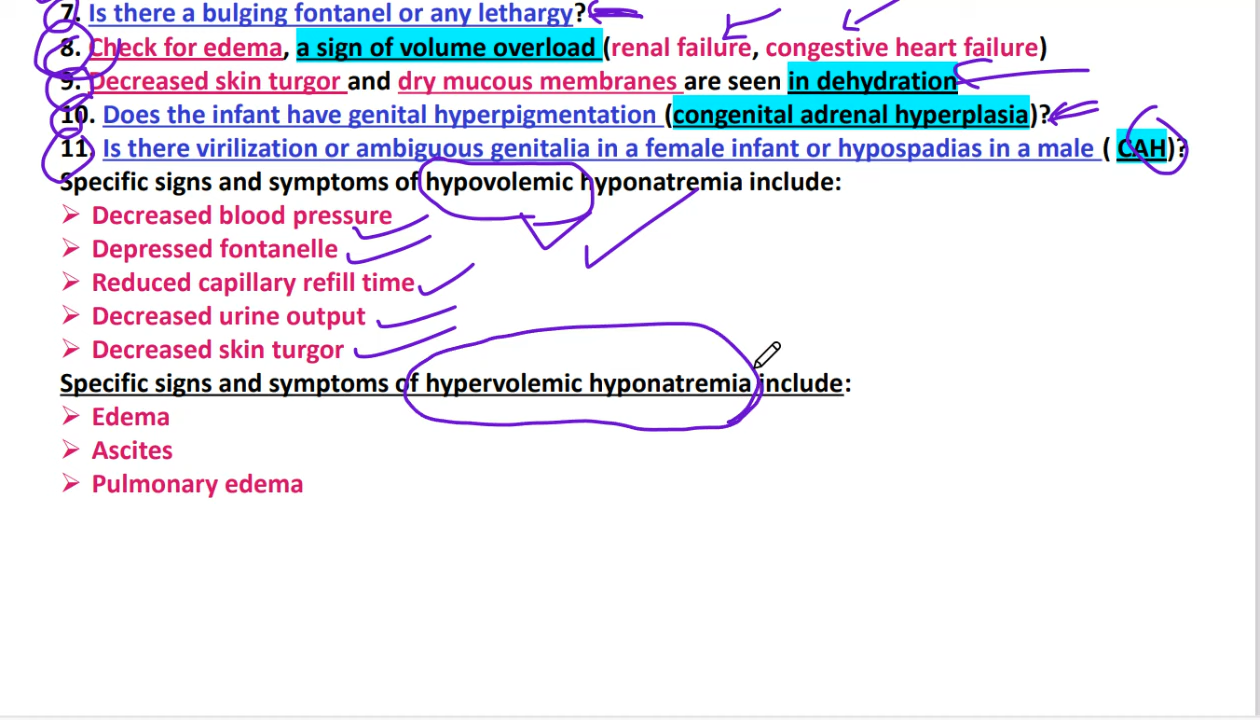 7. Is there a bulging fontanel or any lethargy?
8. Check for edema, a sign of volume overload (renal failure, congestive heart failure)
9. Decreased skin turgor and dry mucous membranes are seen in dehydration
10. Does the infant have genital hyperpigmentation (congenital adrenal hyperplasia)?
11. Is there virilization or ambiguous genitalia in a female infant or hypospadias in a male ( CAH)?
Specific signs and symptoms of hypovolemic hyponatremia include:
➢ Decreased blood pressure
➢ Depressed fontanelle
➢ Reduced capillary refill time
➢ Decreased urine output
➢ Decreased skin turgor
Specific signs and symptoms of hypervolemic hyponatremia include:
➢ Edema
➢ Ascites
➢ Pulmonary edema